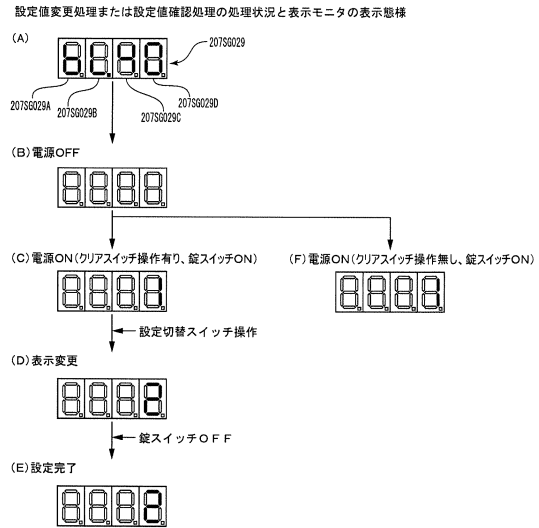 設定値変更処理または設定値確認処理の処理状況と表示モニタの表示態様
(A)
207SG029
207SG029A
207SG029B
207SG029C
207SG029D
(B)電源OFF
(C)電源ON(クリアスイッチ操作有り、錠スイッチON)
(F)電源ON(クリアスイッチ操作無し、錠スイッチON)
1
1
設定切替スイッチ操作
(D)表示変更
2
錠スイッチOFF
(E)設定完了
2